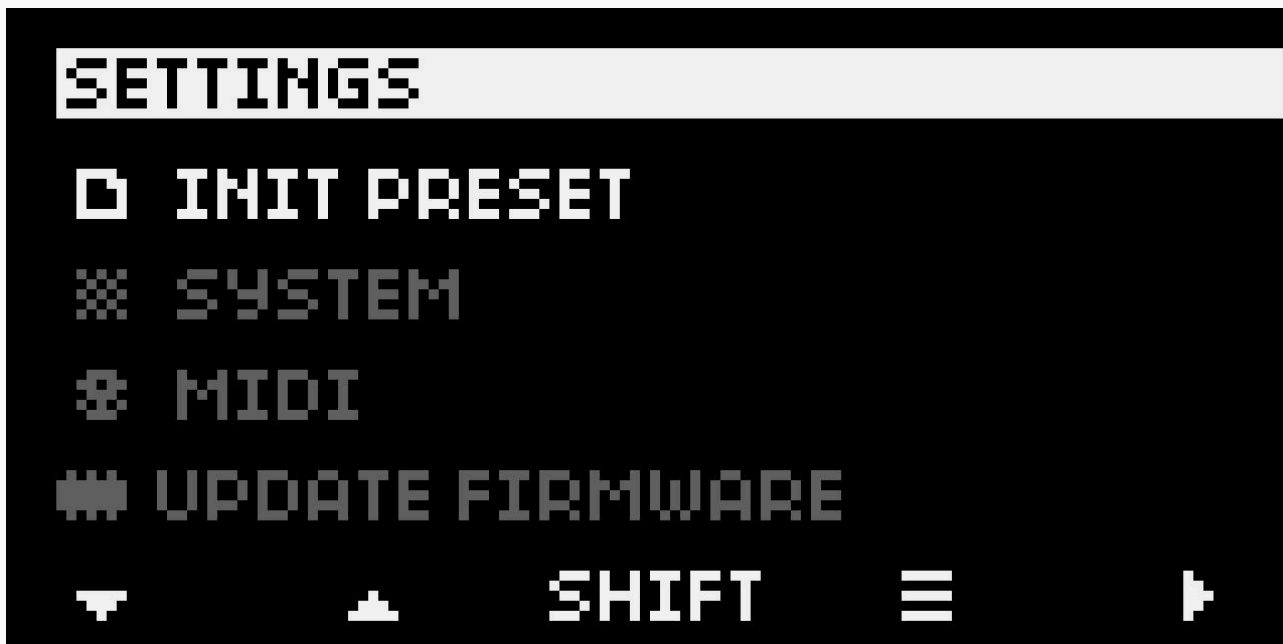 SETTINGS
INIT PRESET
SYSTEM
MIDI
UPDATE FIRMWARE
SHIFT